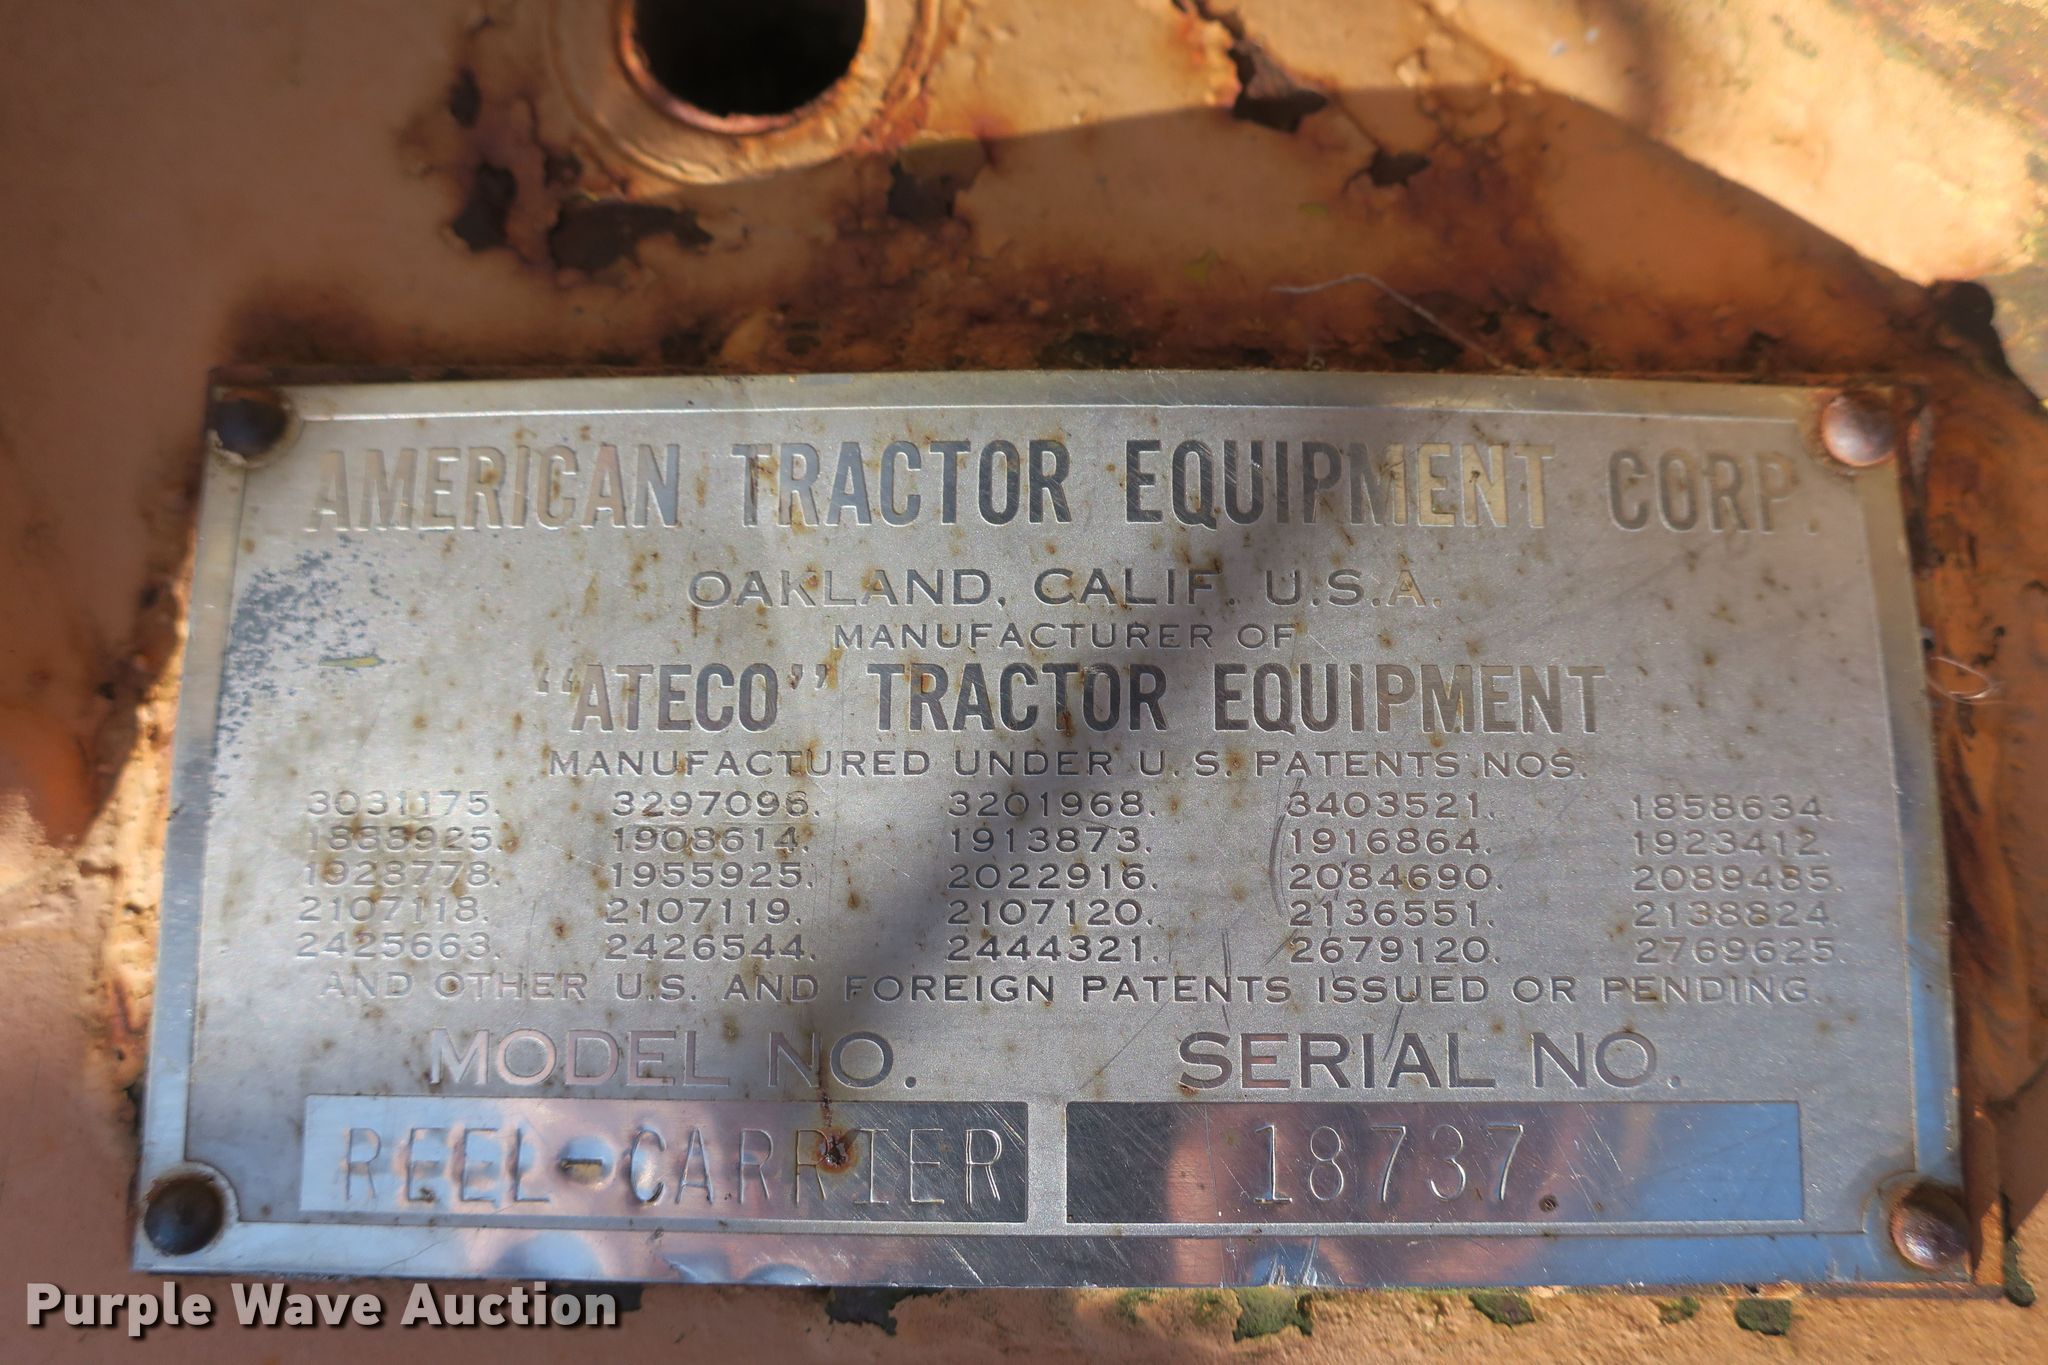 AMERICAN TRACTOR EQUIPMENT CORP.
OAKLAND, CALIF. U.S.A.
MANUFACTURER OF
"ATECO" TRACTOR EQUIPMENT
MANUFACTURED UNDER U.S. PATENTS NOS.
3031175. 3297096. 3201968. 3403521. 1858634.
1883925. 1908614. 1913873. 1916864. 1923412.
1928778. 1955925. 2022916. 2084690. 2089485.
2107118. 2107119. 2107120. 2136551. 2138824.
2425663. 2426544. 2444321. 2679120. 2769625.
AND OTHER U.S. AND FOREIGN PATENTS ISSUED OR PENDING.
MODEL NO. SERIAL NO.
REEL-CARRIER 18737.
Purple Wave Auction